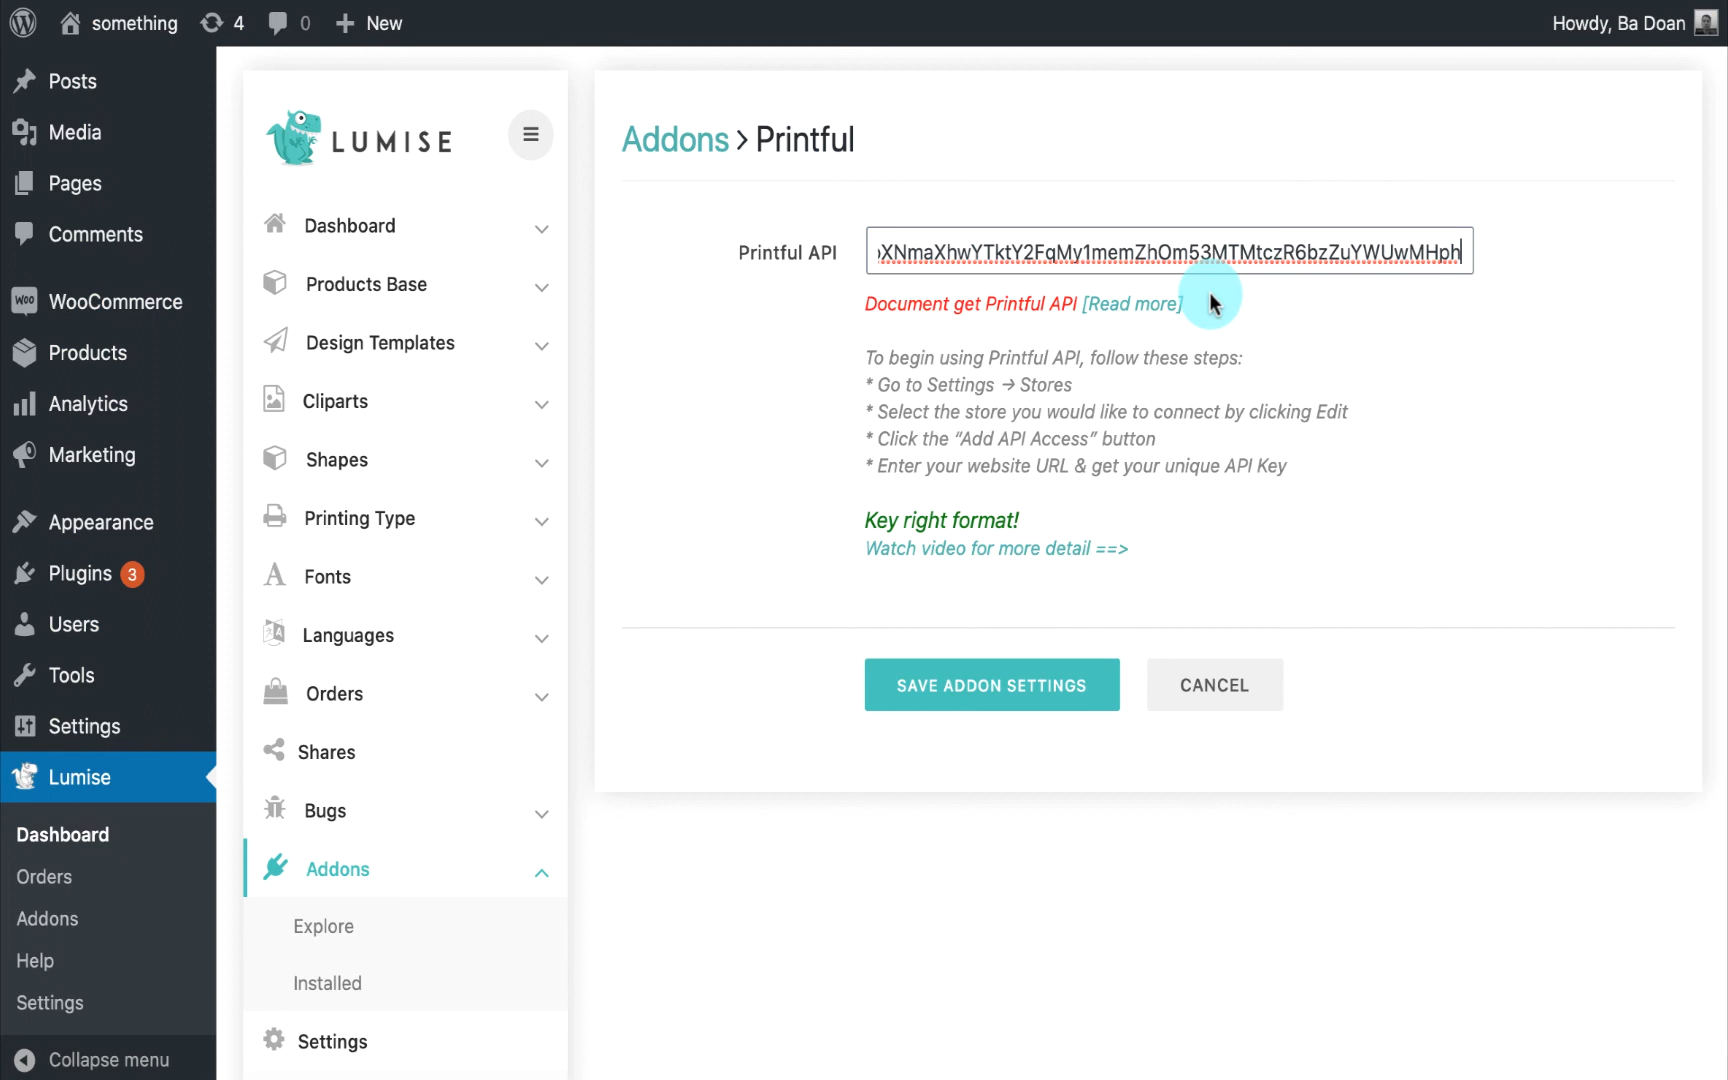 something
4
0
New
Howdy, Ba Doan
Posts
Media
Pages
Comments
WooCommerce
Products
Analytics
Marketing
Appearance
Plugins 3
Users
Tools
Settings
Lumise
Dashboard
Orders
Addons
Help
Settings
Collapse menu
LUMISE
Dashboard
Products Base
Design Templates
Cliparts
Shapes
Printing Type
Fonts
Languages
Orders
Shares
Bugs
Addons
Explore
Installed
Settings
Addons > Printful
Printful API
XNmaXhwYTktY2FqMy1memZhOm53MTMtczR6bzZuYWUwMHph
Document get Printful API [Read more]
To begin using Printful API, follow these steps:
* Go to Settings → Stores
* Select the store you would like to connect by clicking Edit
* Click the “Add API Access” button
* Enter your website URL & get your unique API Key
Key right format!
Watch video for more detail ==>
SAVE ADDON SETTINGS
CANCEL